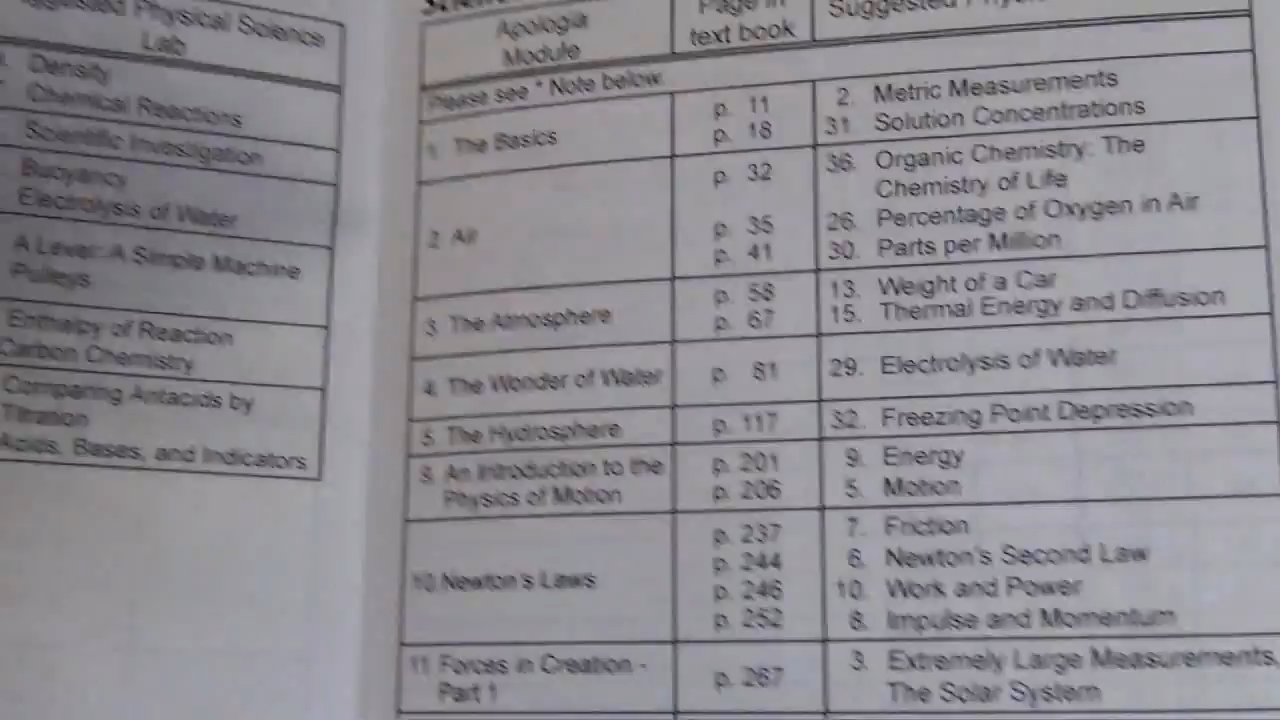 Physical Science
Lab
Density
Chemical Reactions
Scientific Investigation
Buoyancy
Electrolysis of Water
A Lever: A Simple Machine
Pulleys
Enthalpy of Reaction
Carbon Chemistry
Comparing Antacids by
Titration
Acids, Bases, and Indicators
Apologia
Module
Page in
text book
Suggested
Please see * Note below.
1. The Basics
p. 11
p. 18
2. Metric Measurements
31. Solution Concentrations
2. Air
p. 32
p. 35
p. 41
36. Organic Chemistry: The
Chemistry of Life
26. Percentage of Oxygen in Air
30. Parts per Million
3. The Atmosphere
p. 58
p. 67
13. Weight of a Car
15. Thermal Energy and Diffusion
4. The Wonder of Water
p. 81
29. Electrolysis of Water
5. The Hydrosphere
p. 117
32. Freezing Point Depression
9. An Introduction to the
Physics of Motion
p. 201
p. 206
9. Energy
5. Motion
10. Newton's Laws
p. 237
p. 244
p. 246
p. 252
7. Friction
6. Newton's Second Law
10. Work and Power
8. Impulse and Momentum
11. Forces in Creation -
Part 1
p. 267
3. Extremely Large Measurements,
The Solar System